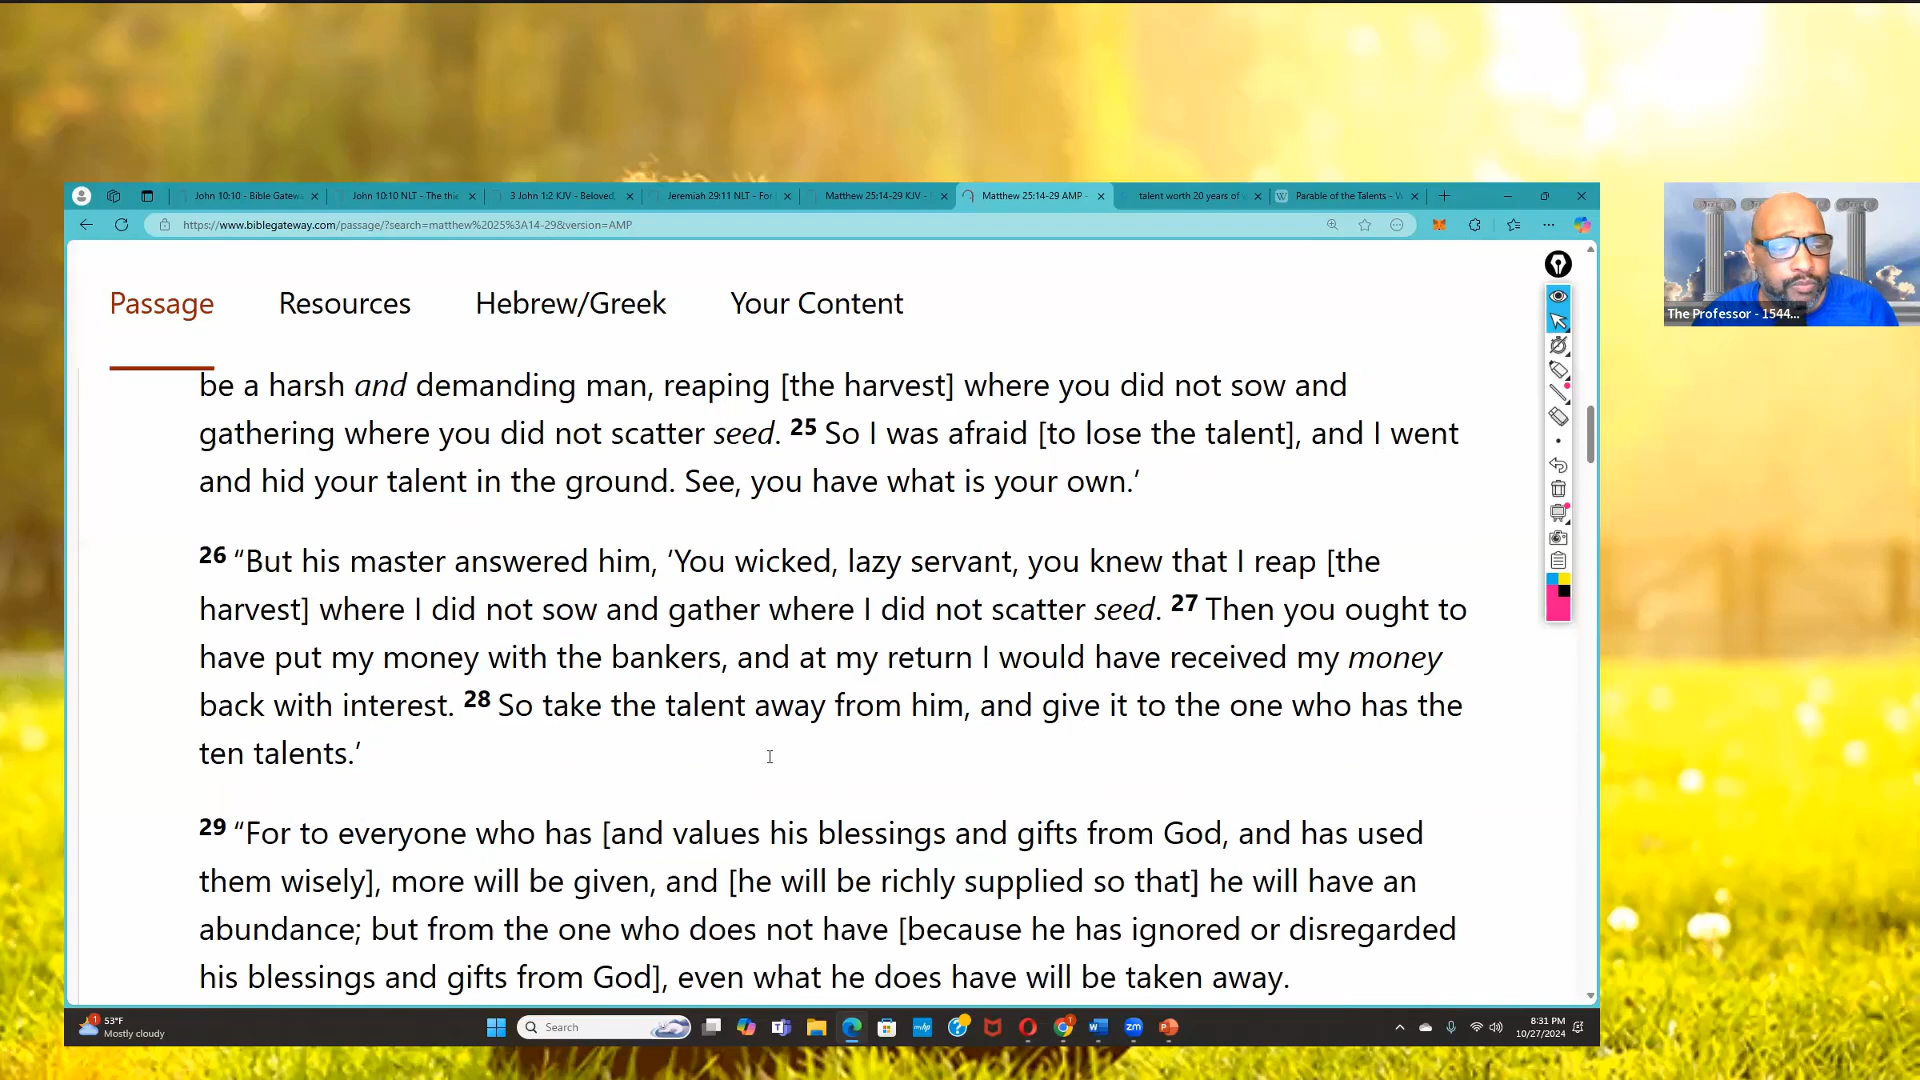 John 10:10 - Bible Gatew
John 10:10 NLT - The thie
3 John 1:2 KJV - Beloved,
Jeremiah 29:11 NLT - For
Matthew 25:14-29 KJV -
Matthew 25:14-29 AMP -
talent worth 20 years of
Parable of the Talents - W
https://www.biblegateway.com/passage/?search=matthew%2025%3A14-29&version=AMP
Passage
Resources
Hebrew/Greek
Your Content
The Professor - 1544...
be a harsh and demanding man, reaping [the harvest] where you did not sow and
gathering where you did not scatter seed. 25 So I was afraid [to lose the talent], and I went
and hid your talent in the ground. See, you have what is your own.’
26 “But his master answered him, ‘You wicked, lazy servant, you knew that I reap [the
harvest] where I did not sow and gather where I did not scatter seed. 27 Then you ought to
have put my money with the bankers, and at my return I would have received my money
back with interest. 28 So take the talent away from him, and give it to the one who has the
ten talents.’
29 “For to everyone who has [and values his blessings and gifts from God, and has used
them wisely], more will be given, and [he will be richly supplied so that] he will have an
abundance; but from the one who does not have [because he has ignored or disregarded
his blessings and gifts from God], even what he does have will be taken away.
1
53°F
Mostly cloudy
Search
mhp
zm
8:31 PM
10/27/2024